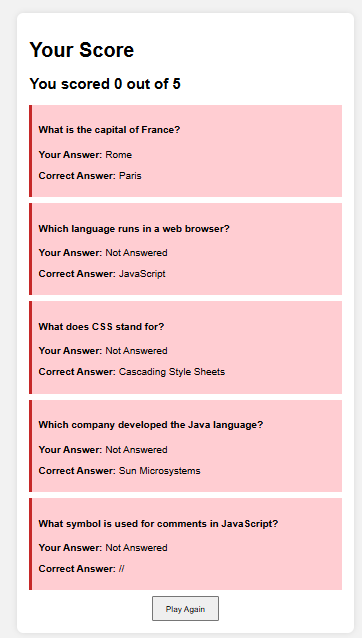 Your Score
You scored 0 out of 5
What is the capital of France?
Your Answer: Rome
Correct Answer: Paris
Which language runs in a web browser?
Your Answer: Not Answered
Correct Answer: JavaScript
What does CSS stand for?
Your Answer: Not Answered
Correct Answer: Cascading Style Sheets
Which company developed the Java language?
Your Answer: Not Answered
Correct Answer: Sun Microsystems
What symbol is used for comments in JavaScript?
Your Answer: Not Answered
Correct Answer: //
Play Again